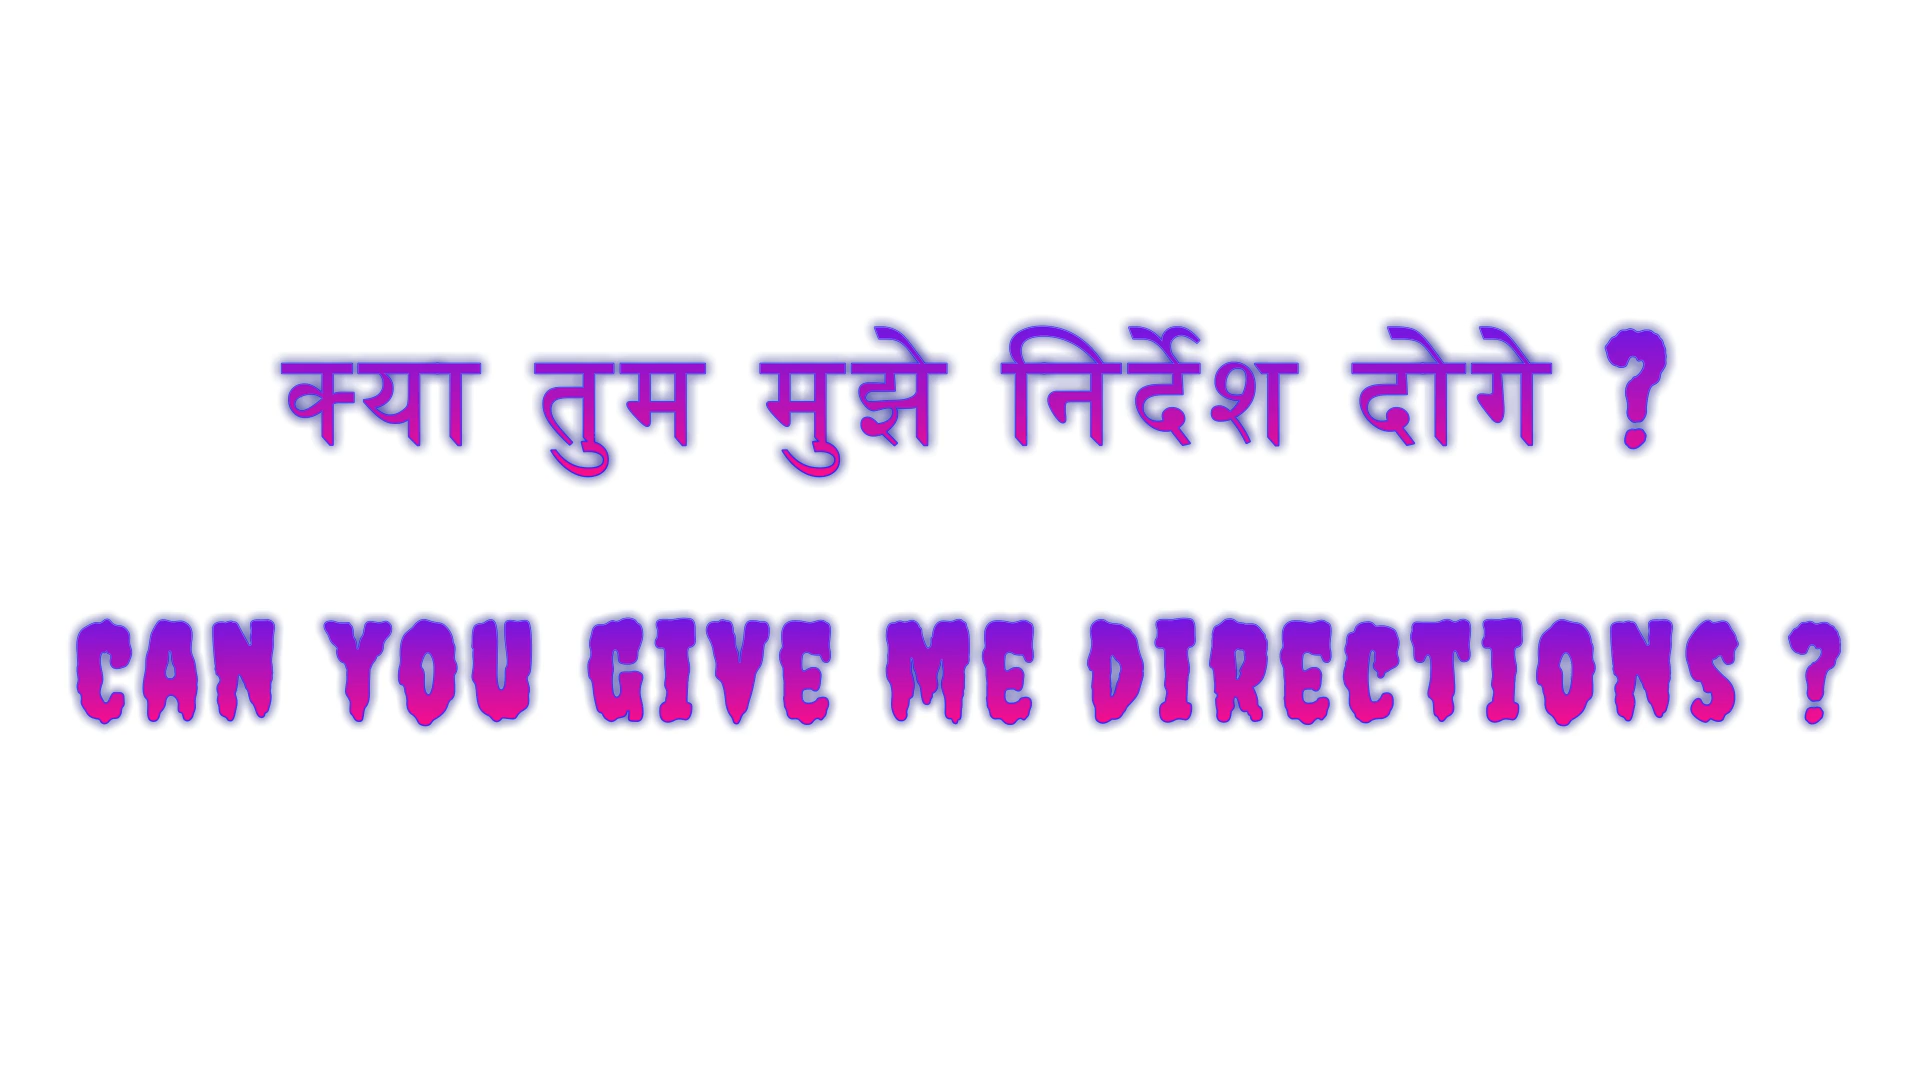 क्या तुम मुझे निर्देश दोगे ?
CAN YOU GIVE ME DIRECTIONS ?